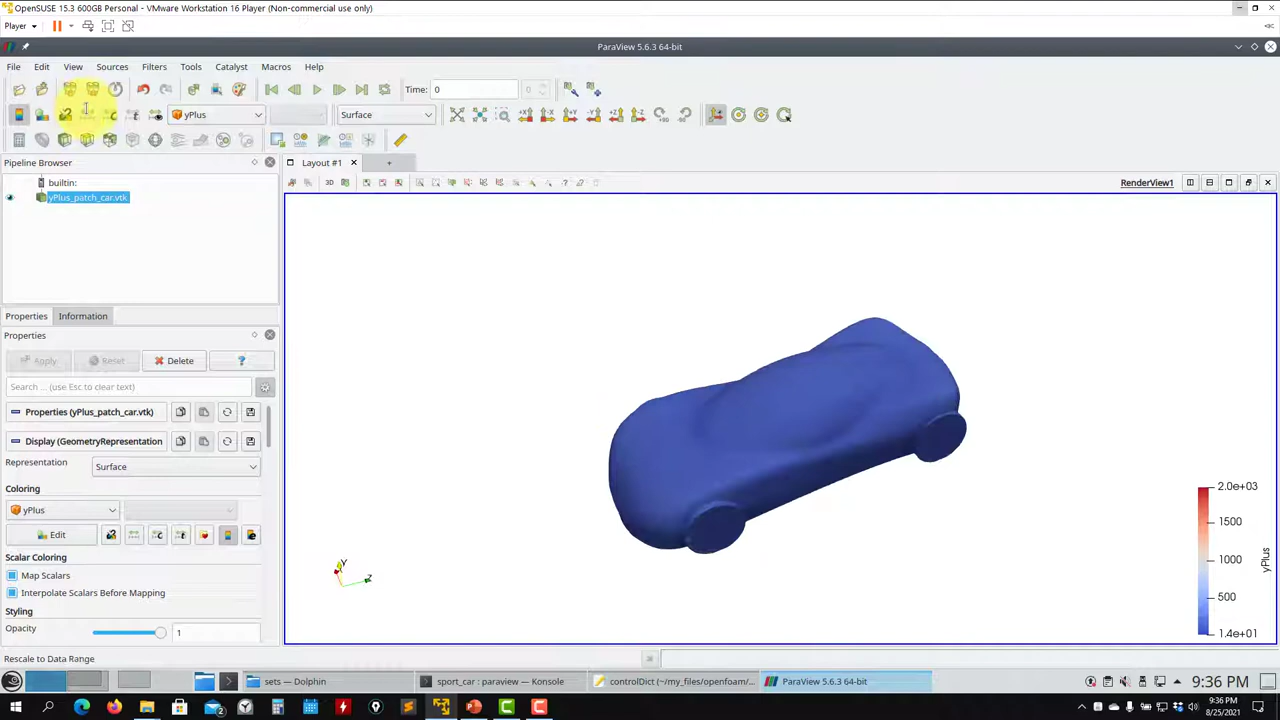 OpenSUSE 15.3 600GB Personal - VMware Workstation 16 Player (Non-commercial use only)
Player
ParaView 5.6.3 64-bit
File Edit View Sources Filters Tools Catalyst Macros Help
Time: 0 0
yPlus Surface +X -X +Y -Y +Z -Z +90 -90
Pipeline Browser
Layout #1 +
builtin:
yPlus_patch_car.vtk
3D
RenderView1
Properties Information
Properties
Apply Reset Delete ?
Search ... (use Esc to clear text)
Properties (yPlus_patch_car.vtk)
Display (GeometryRepresentation
Representation Surface
Coloring
yPlus
Edit
Scalar Coloring
Map Scalars
Interpolate Scalars Before Mapping
Styling
Opacity 1
2.0e+03
1500
1000
500
1.4e+01
yPlus
Y
Z
Rescale to Data Range
sets — Dolphin
sport_car : paraview — Konsole
controlDict (~/my_files/openfoam/...
ParaView 5.6.3 64-bit
9:36 PM
9:36 PM
8/25/2021